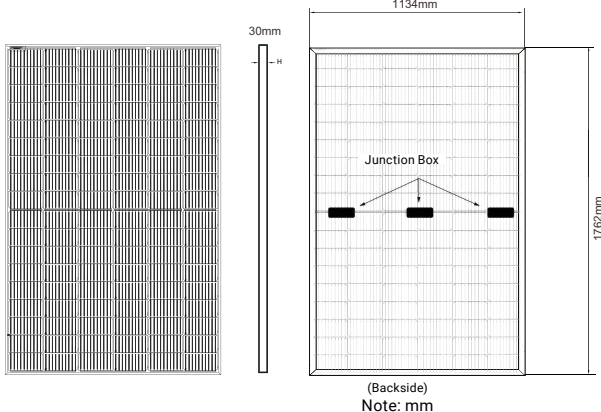 1134mm
30mm
H
Junction Box
1762mm
(Backside)
Note: mm